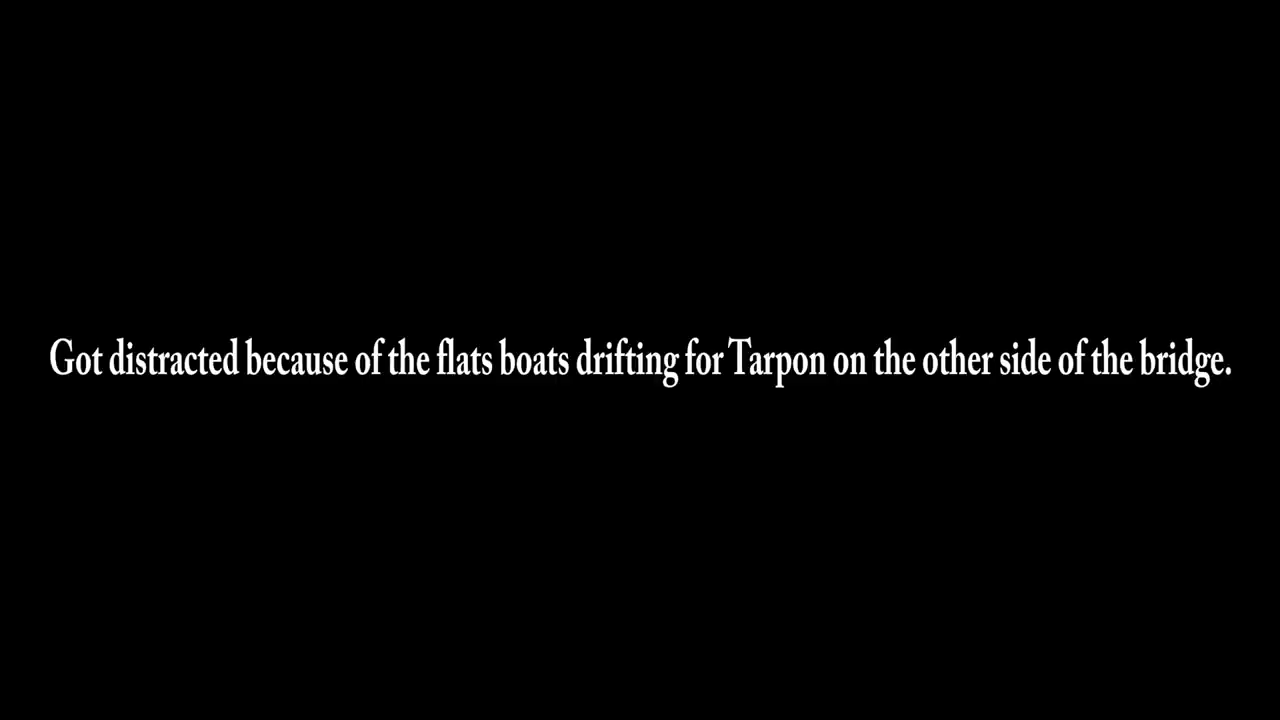 Got distracted because of the flats boats drifting for Tarpon on the other side of the bridge.